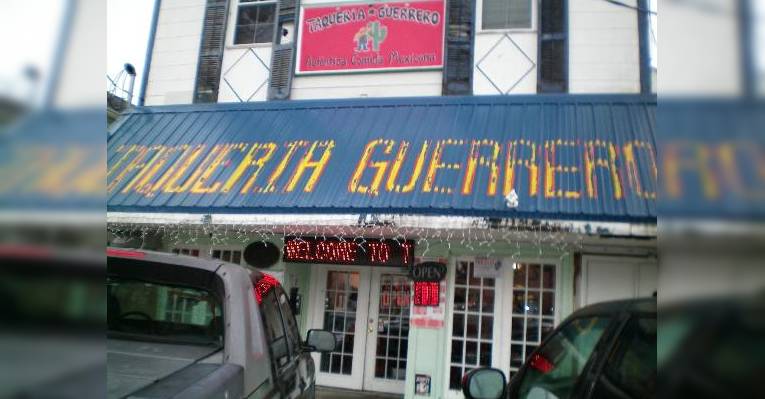 TAQUERIA GUERRERO
Autentica Comida Mexicana
TAQUERIA GUERRERO
WELCOME TO T
OPEN